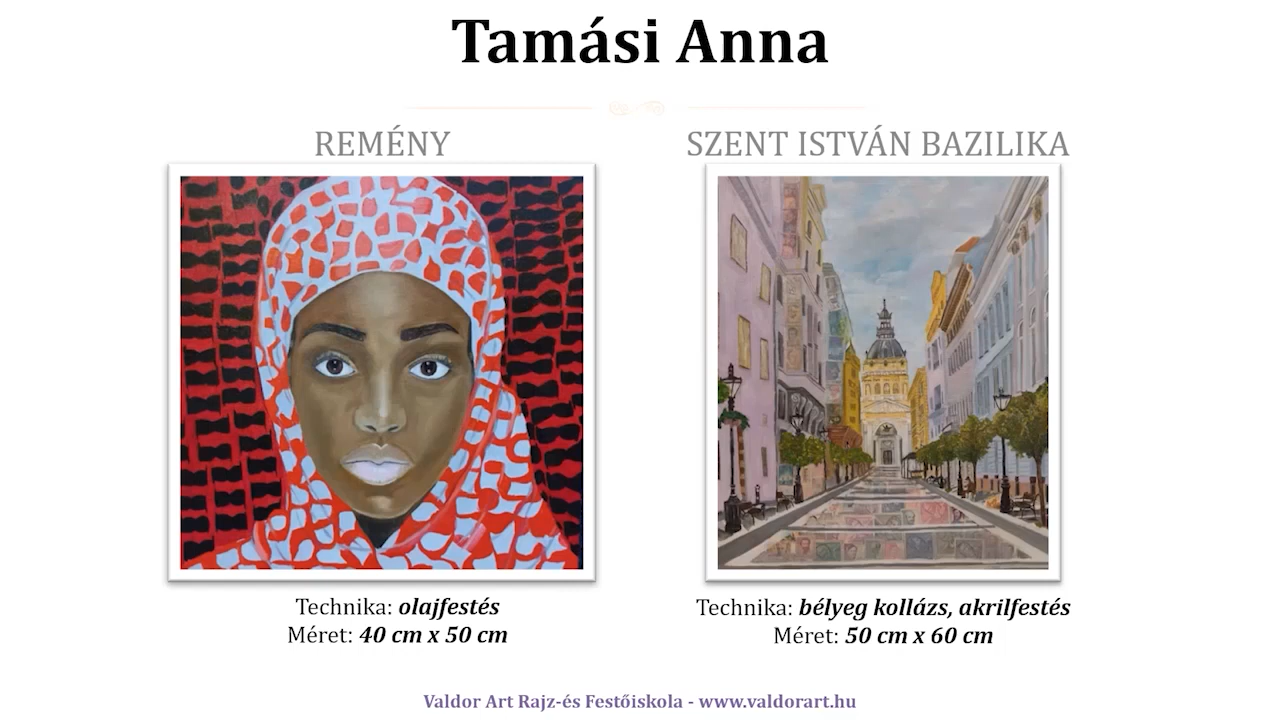 Tamási Anna
REMÉNY
SZENT ISTVÁN BAZILIKA
Technika: olajfestés
Méret: 40 cm x 50 cm
Technika: bélyeg kollázs, akrilfestés
Méret: 50 cm x 60 cm
Valdor Art Rajz-és Festőiskola - www.valdorart.hu